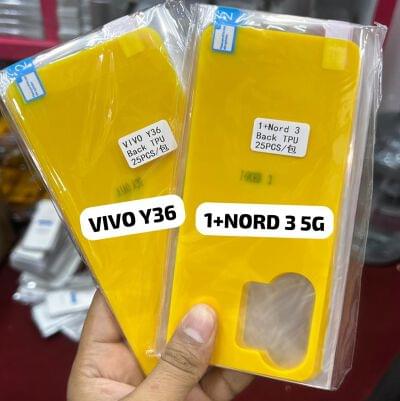 VIVO Y36
Back TPU
25PCS/包
VIVO Y36
1+Nord 3
Back TPU
25PCS/包
1+NORD 3 5G